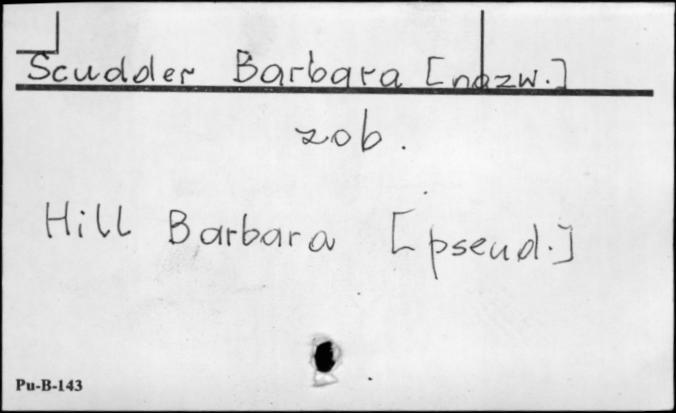 Scudder Barbara [nazw.]
zob.
Hill Barbara [pseud.]
Pu-B-143